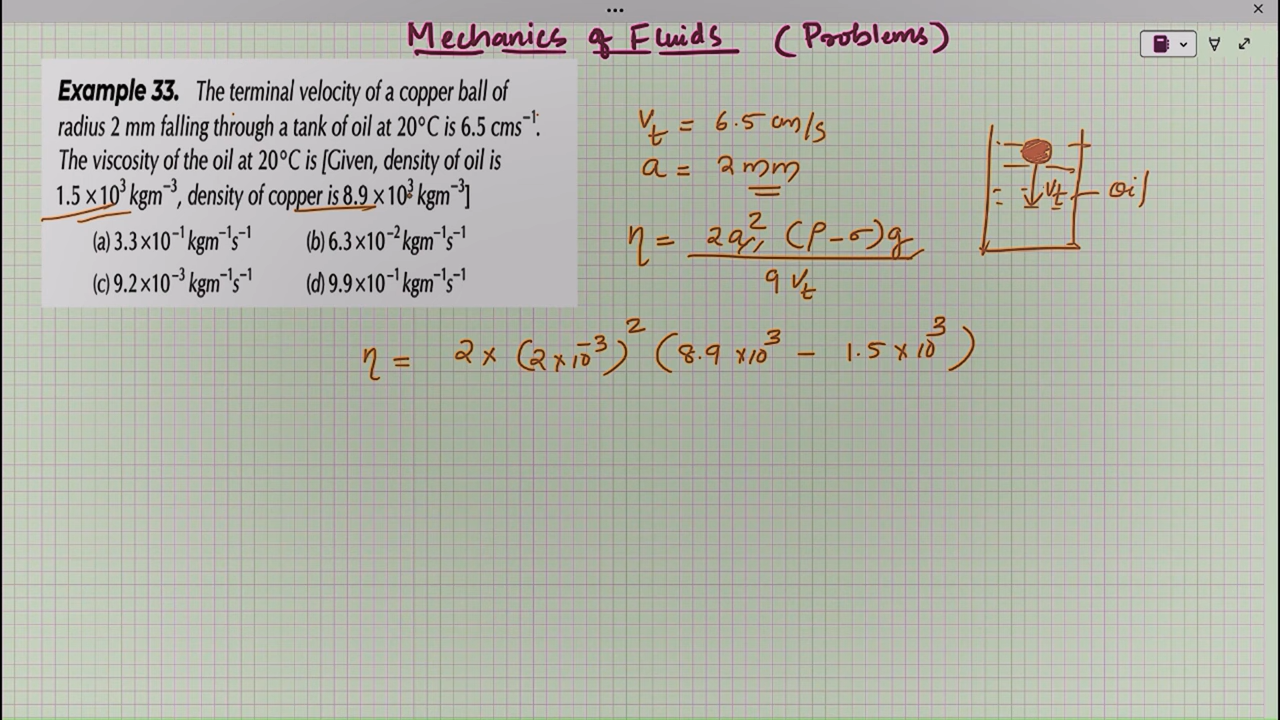 Mechanics of Fluids (Problems)
Example 33. The terminal velocity of a copper ball of
radius 2 mm falling through a tank of oil at 20°C is 6.5 cms⁻¹.
The viscosity of the oil at 20°C is [Given, density of oil is
1.5 ×10³ kgm⁻³, density of copper is 8.9 ×10³ kgm⁻³]
(a) 3.3×10⁻¹ kgm⁻¹s⁻¹ (b) 6.3×10⁻² kgm⁻¹s⁻¹
(c) 9.2×10⁻³ kgm⁻¹s⁻¹ (d) 9.9×10⁻¹ kgm⁻¹s⁻¹
v_t = 6.5 cm/s
a = 2 mm
v_t
oil
η = 2a² (ρ-σ)g
9 v_t
η = 2 × (2×10⁻³)² (8.9 ×10³ - 1.5 × 10³)